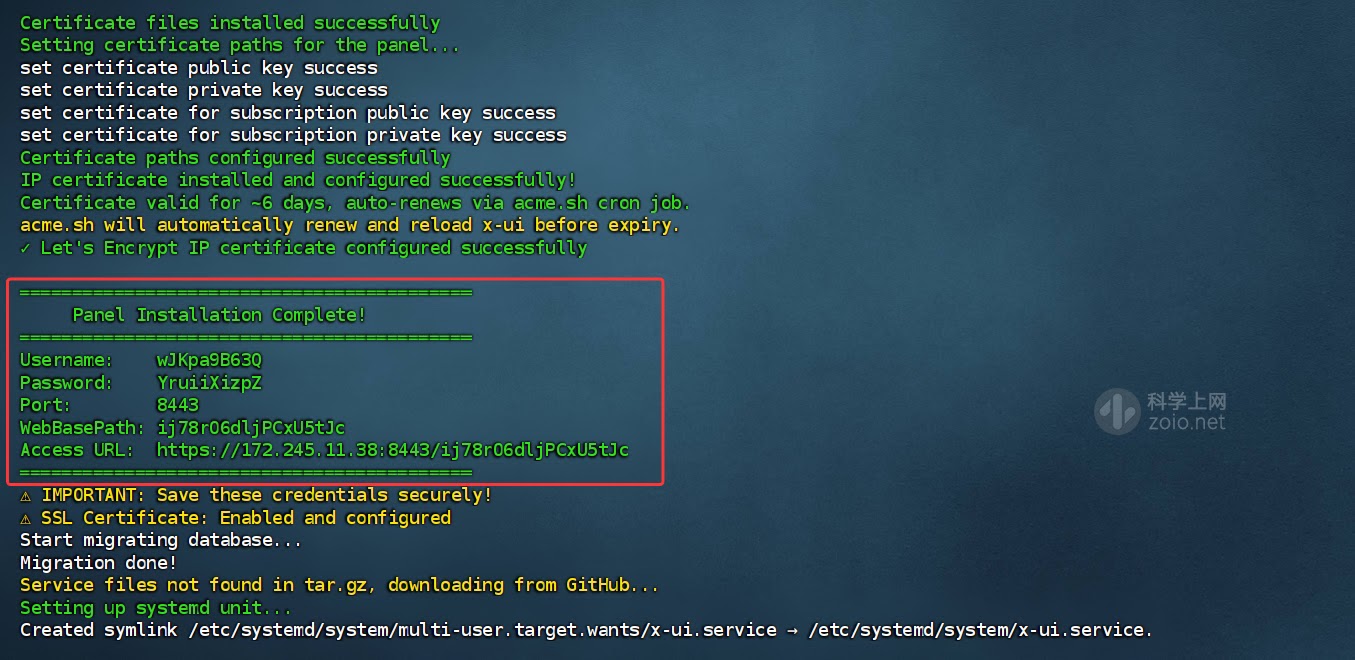 Certificate files installed successfully
Setting certificate paths for the panel...
set certificate public key success
set certificate private key success
set certificate for subscription public key success
set certificate for subscription private key success
Certificate paths configured successfully
IP certificate installed and configured successfully!
Certificate valid for ~6 days, auto-renews via acme.sh cron job.
acme.sh will automatically renew and reload x-ui before expiry.
✓ Let's Encrypt IP certificate configured successfully
═══════════════════════════════════════════
Panel Installation Complete!
═══════════════════════════════════════════
Username: wJKpa9B63Q
Password: YruiiXizpZ
Port: 8443
WebBasePath: ij78rO6dljPCxU5tJc
Access URL: https://172.245.11.38:8443/ij78rO6dljPCxU5tJc
═══════════════════════════════════════════
⚠ IMPORTANT: Save these credentials securely!
⚠ SSL Certificate: Enabled and configured
Start migrating database...
Migration done!
Service files not found in tar.gz, downloading from GitHub...
Setting up systemd unit...
Created symlink /etc/systemd/system/multi-user.target.wants/x-ui.service → /etc/systemd/system/x-ui.service.
科学上网
zoio.net